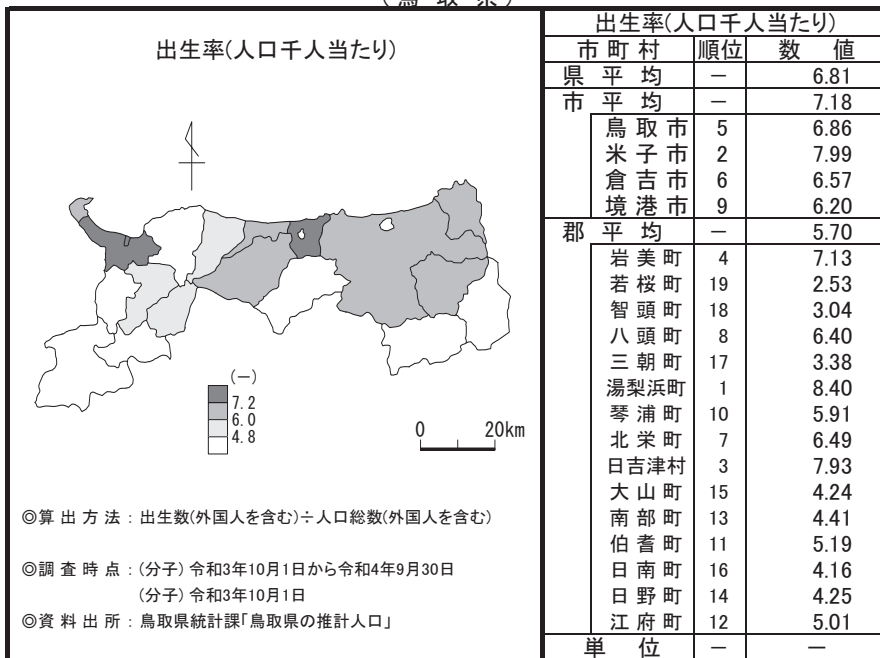 (鳥取県)
出生率(人口千人当たり)
(－)
7.2
6.0
4.8
0 20km
◎算出方法：出生数(外国人を含む)÷人口総数(外国人を含む)
◎調査時点：(分子)令和3年10月1日から令和4年9月30日
(分子)令和3年10月1日
◎資料出所：鳥取県統計課「鳥取県の推計人口」
出生率(人口千人当たり)
市町村 順位 数値
県平均 － 6.81
市平均 － 7.18
鳥取市 5 6.86
米子市 2 7.99
倉吉市 6 6.57
境港市 9 6.20
郡平均 － 5.70
岩美町 4 7.13
若桜町 19 2.53
智頭町 18 3.04
八頭町 8 6.40
三朝町 17 3.38
湯梨浜町 1 8.40
琴浦町 10 5.91
北栄町 7 6.49
日吉津村 3 7.93
大山町 15 4.24
南部町 13 4.41
伯耆町 11 5.19
日南町 16 4.16
日野町 14 4.25
江府町 12 5.01
単位 － －